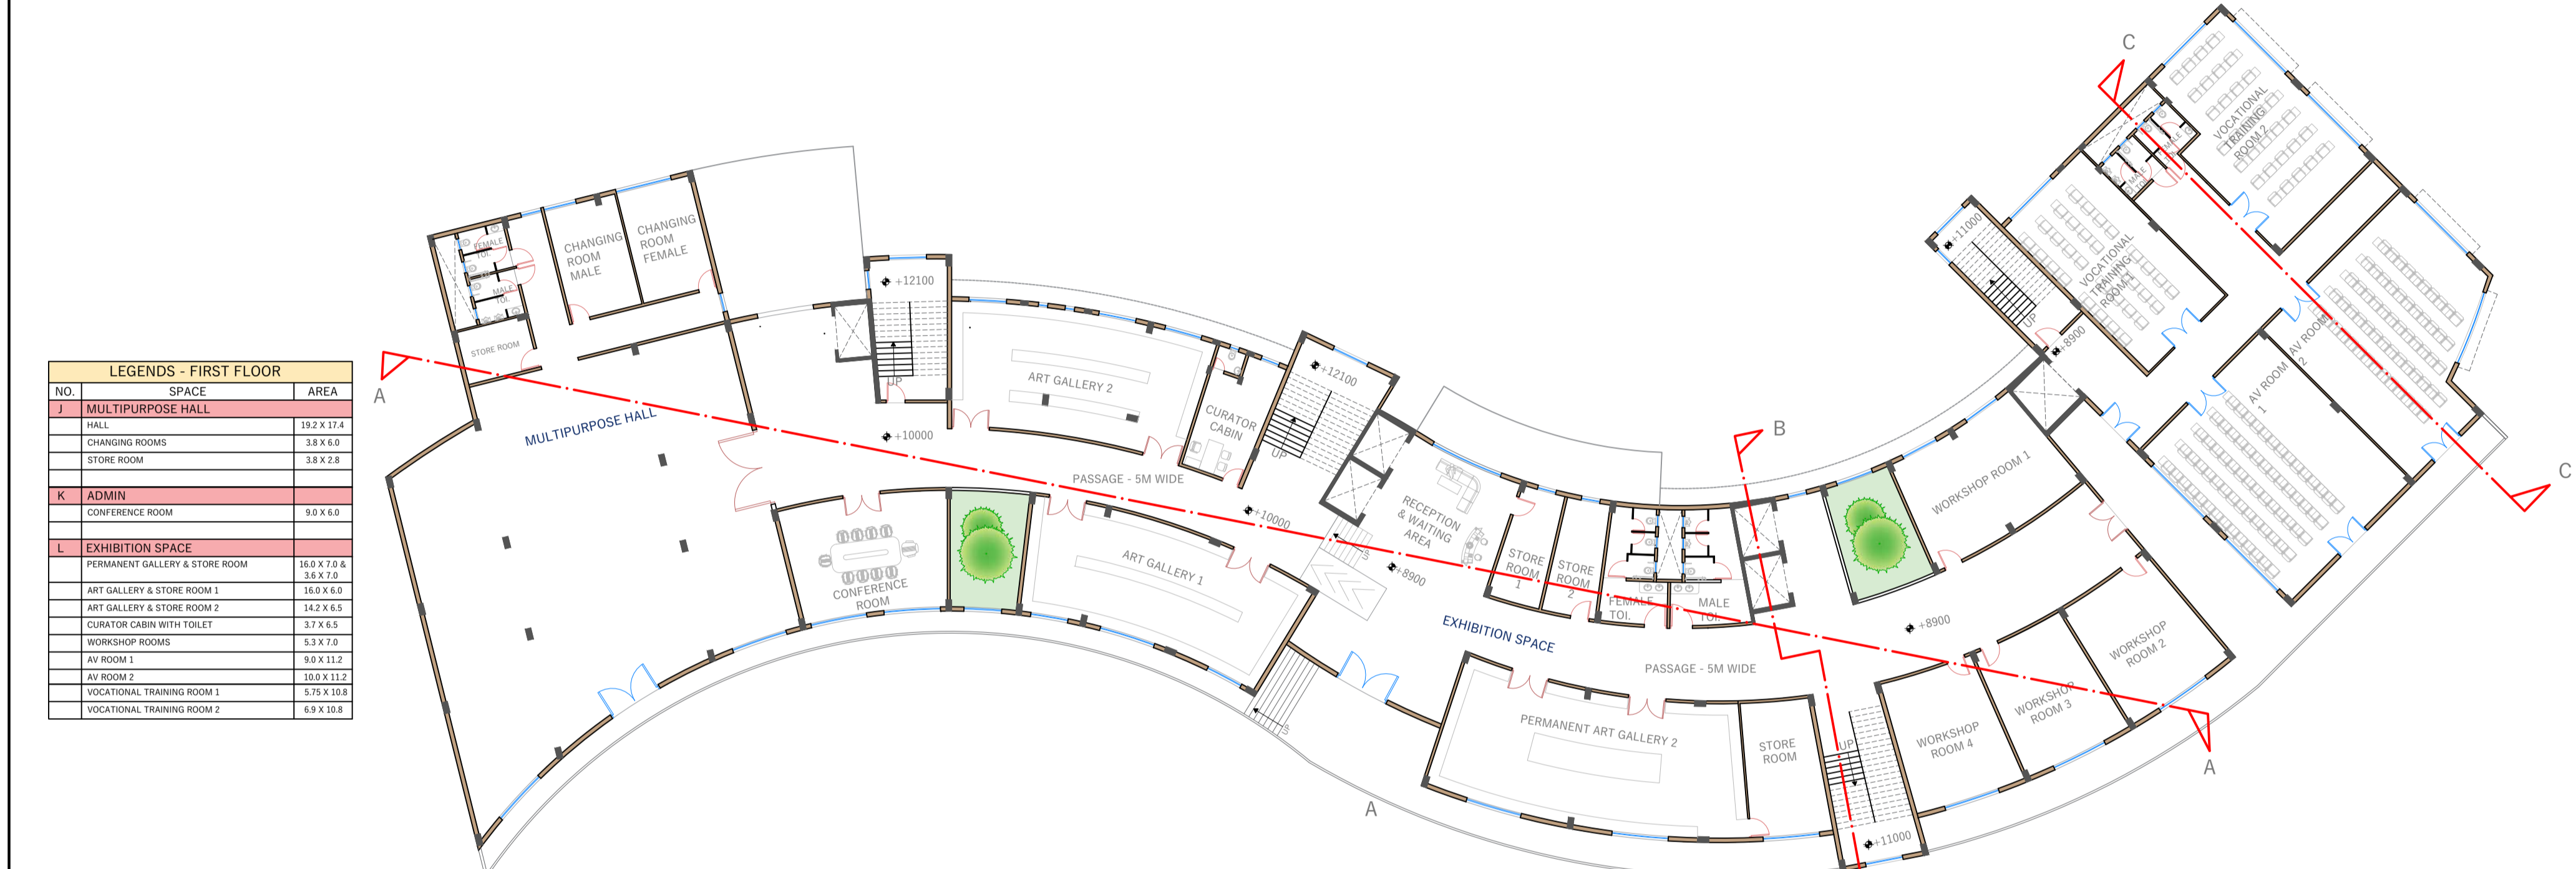 LEGENDS - FIRST FLOOR
NO. SPACE AREA
J MULTIPURPOSE HALL
HALL 19.2 X 17.4
CHANGING ROOMS 3.8 X 6.0
STORE ROOM 3.8 X 2.8
K ADMIN
CONFERENCE ROOM 9.0 X 6.0
L EXHIBITION SPACE
PERMANENT GALLERY & STORE ROOM 16.0 X 7.0 &
3.6 X 7.0
ART GALLERY & STORE ROOM 1 16.0 X 6.0
ART GALLERY & STORE ROOM 2 14.2 X 6.5
CURATOR CABIN WITH TOILET 3.7 X 6.5
WORKSHOP ROOMS 5.3 X 7.0
AV ROOM 1 9.0 X 11.2
AV ROOM 2 10.0 X 11.2
VOCATIONAL TRAINING ROOM 1 5.75 X 10.8
VOCATIONAL TRAINING ROOM 2 6.9 X 10.8
A
FEMALE
TOI.
MALE
TOI.
STORE ROOM
CHANGING
ROOM
MALE
CHANGING
ROOM
FEMALE
MULTIPURPOSE HALL
+12100
UP
+10000
ART GALLERY 2
CURATOR
CABIN
+12100
UP
PASSAGE - 5M WIDE
+10000
CONFERENCE
ROOM
ART GALLERY 1
RECEPTION
& WAITING
AREA
+8900
STORE
ROOM
1
STORE
ROOM
2
FEMALE
TOI.
MALE
TOI.
EXHIBITION SPACE
PASSAGE - 5M WIDE
PERMANENT ART GALLERY 2
STORE
ROOM
A
B
UP
+11000
+8900
WORKSHOP ROOM 1
WORKSHOP
ROOM 2
WORKSHOP
ROOM 3
WORKSHOP
ROOM 4
A
+11000
UP
+8900
VOCATIONAL
TRAINING
ROOM 1
VOCATIONAL
TRAINING
ROOM 2
MALE
TOI.
MALE
TOI.
AV ROOM
1
AV ROOM
2
C
C